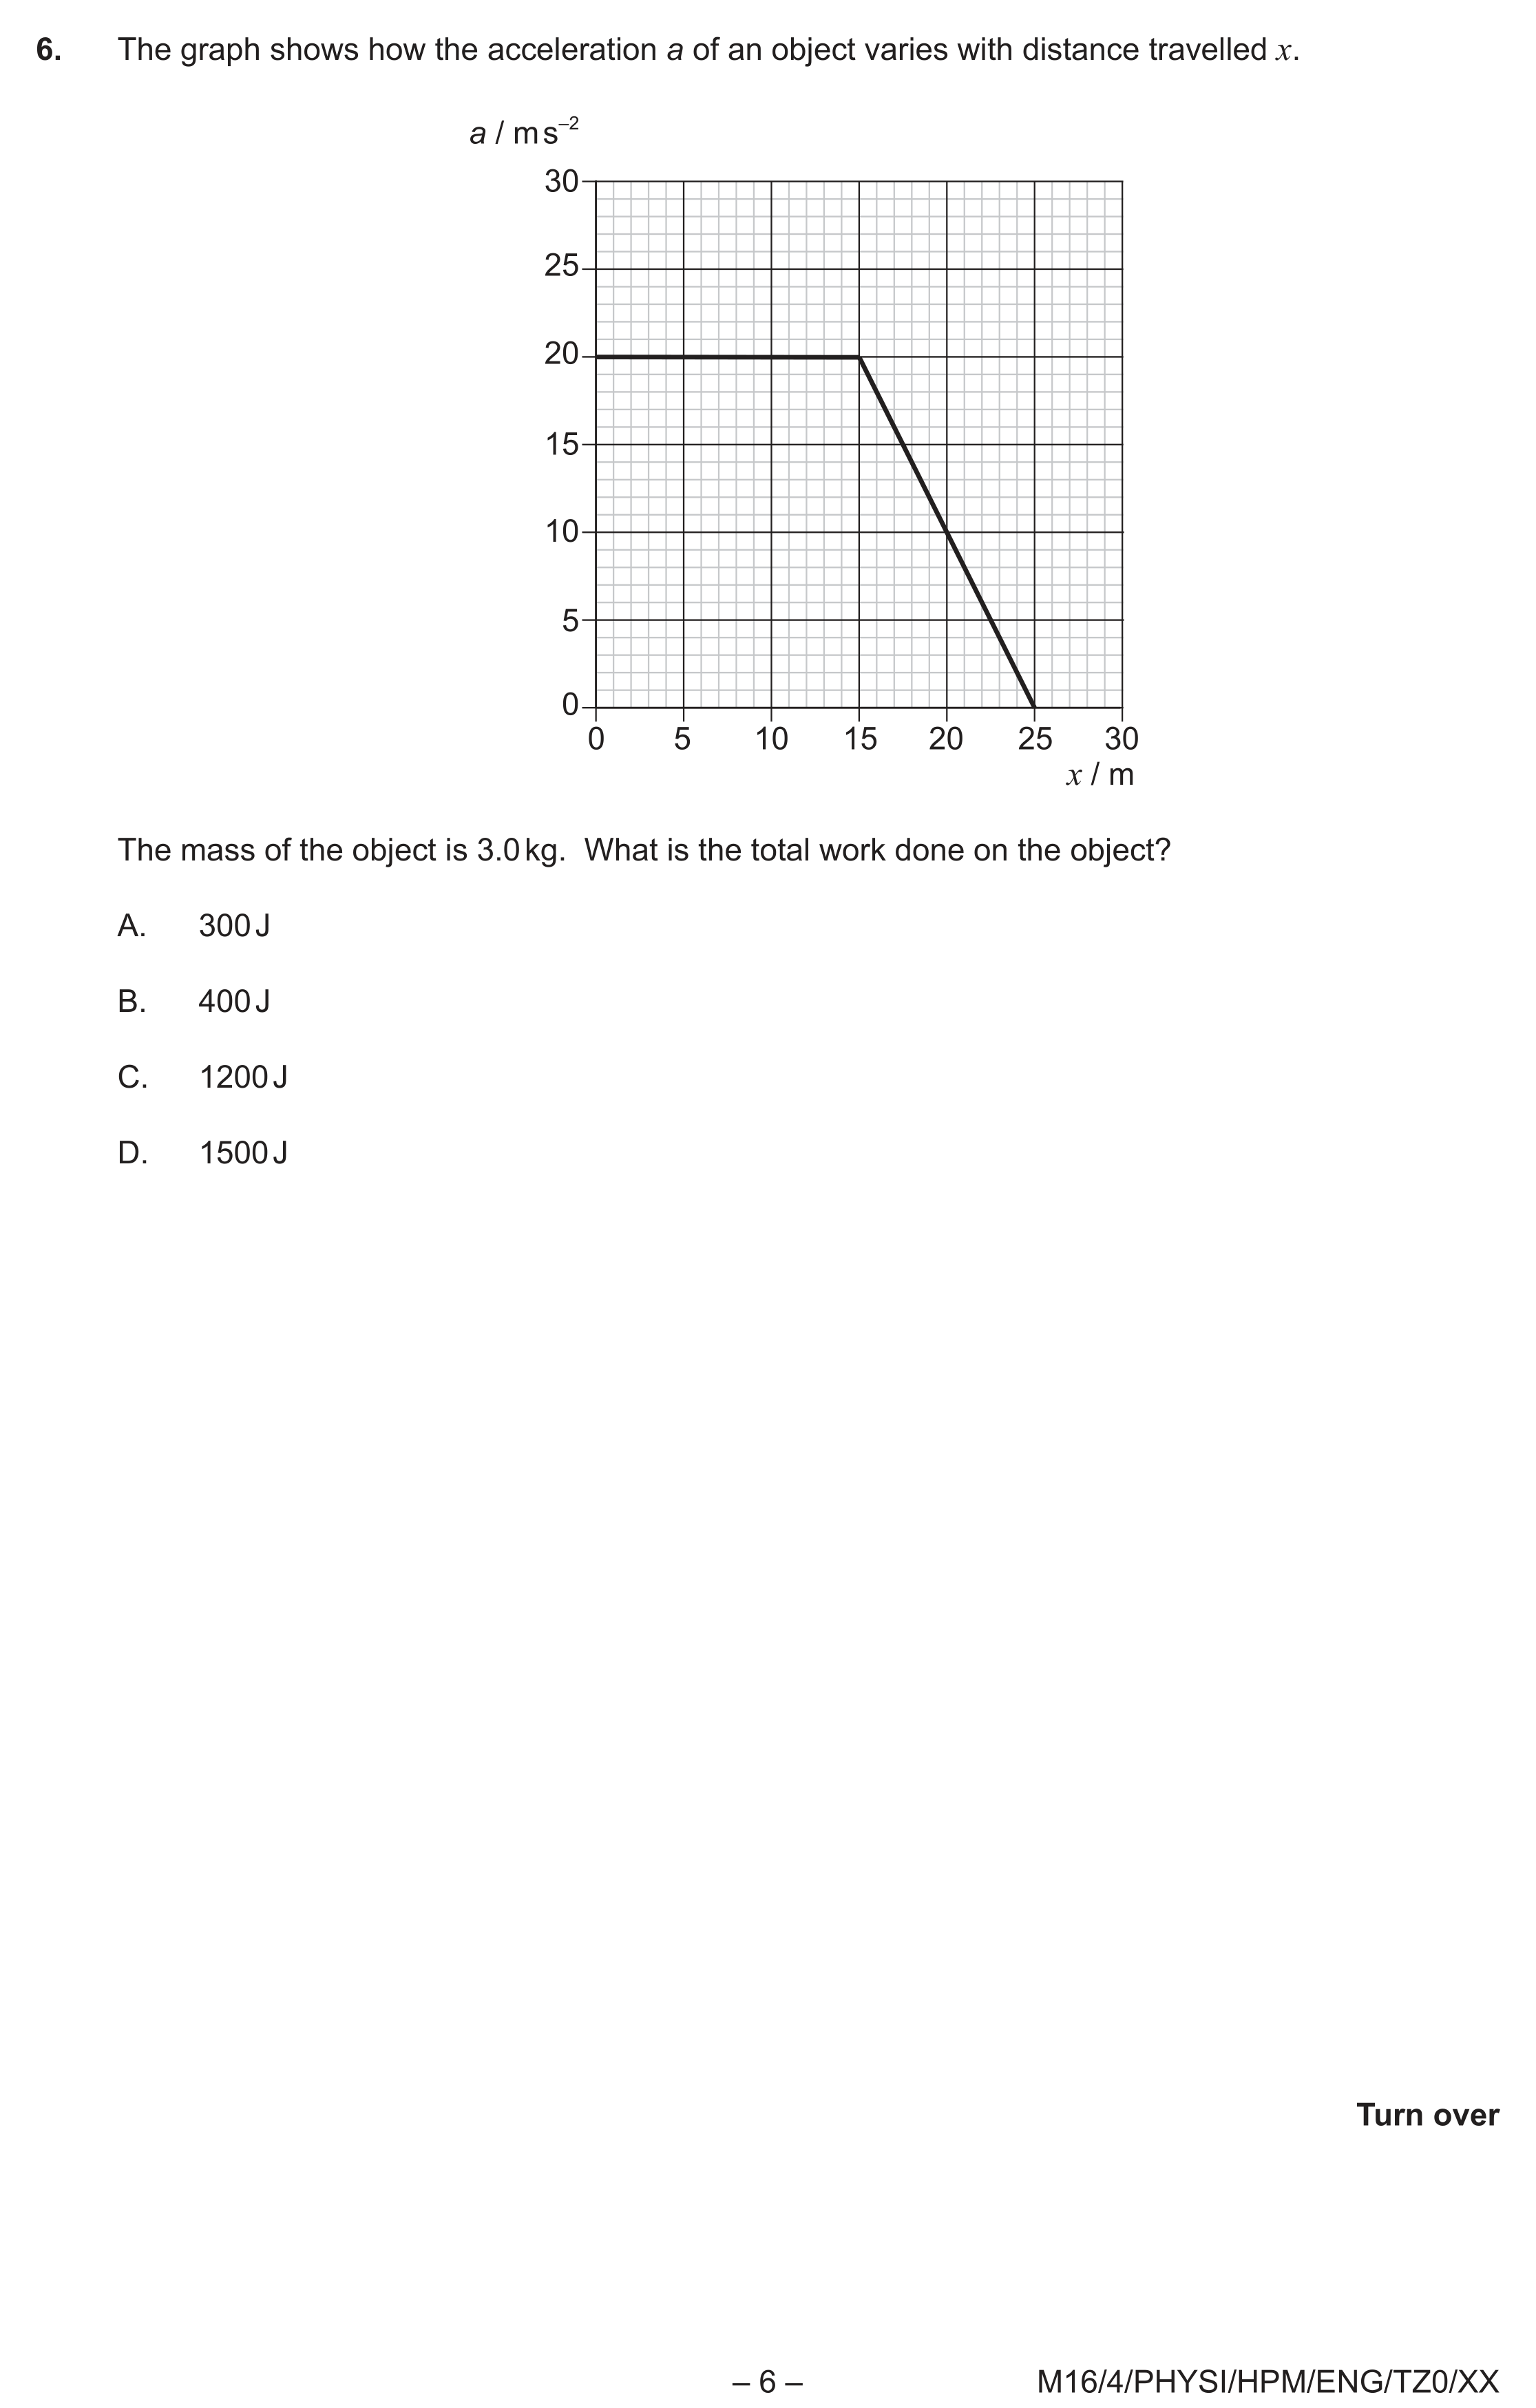 6. The graph shows how the acceleration a of an object varies with distance travelled x.
a / m s⁻²
30
25
20
15
10
5
0
0 5 10 15 20 25 30
x / m
The mass of the object is 3.0 kg. What is the total work done on the object?
A. 300 J
B. 400 J
C. 1200 J
D. 1500 J
Turn over
– 6 – M16/4/PHYSI/HPM/ENG/TZ0/XX